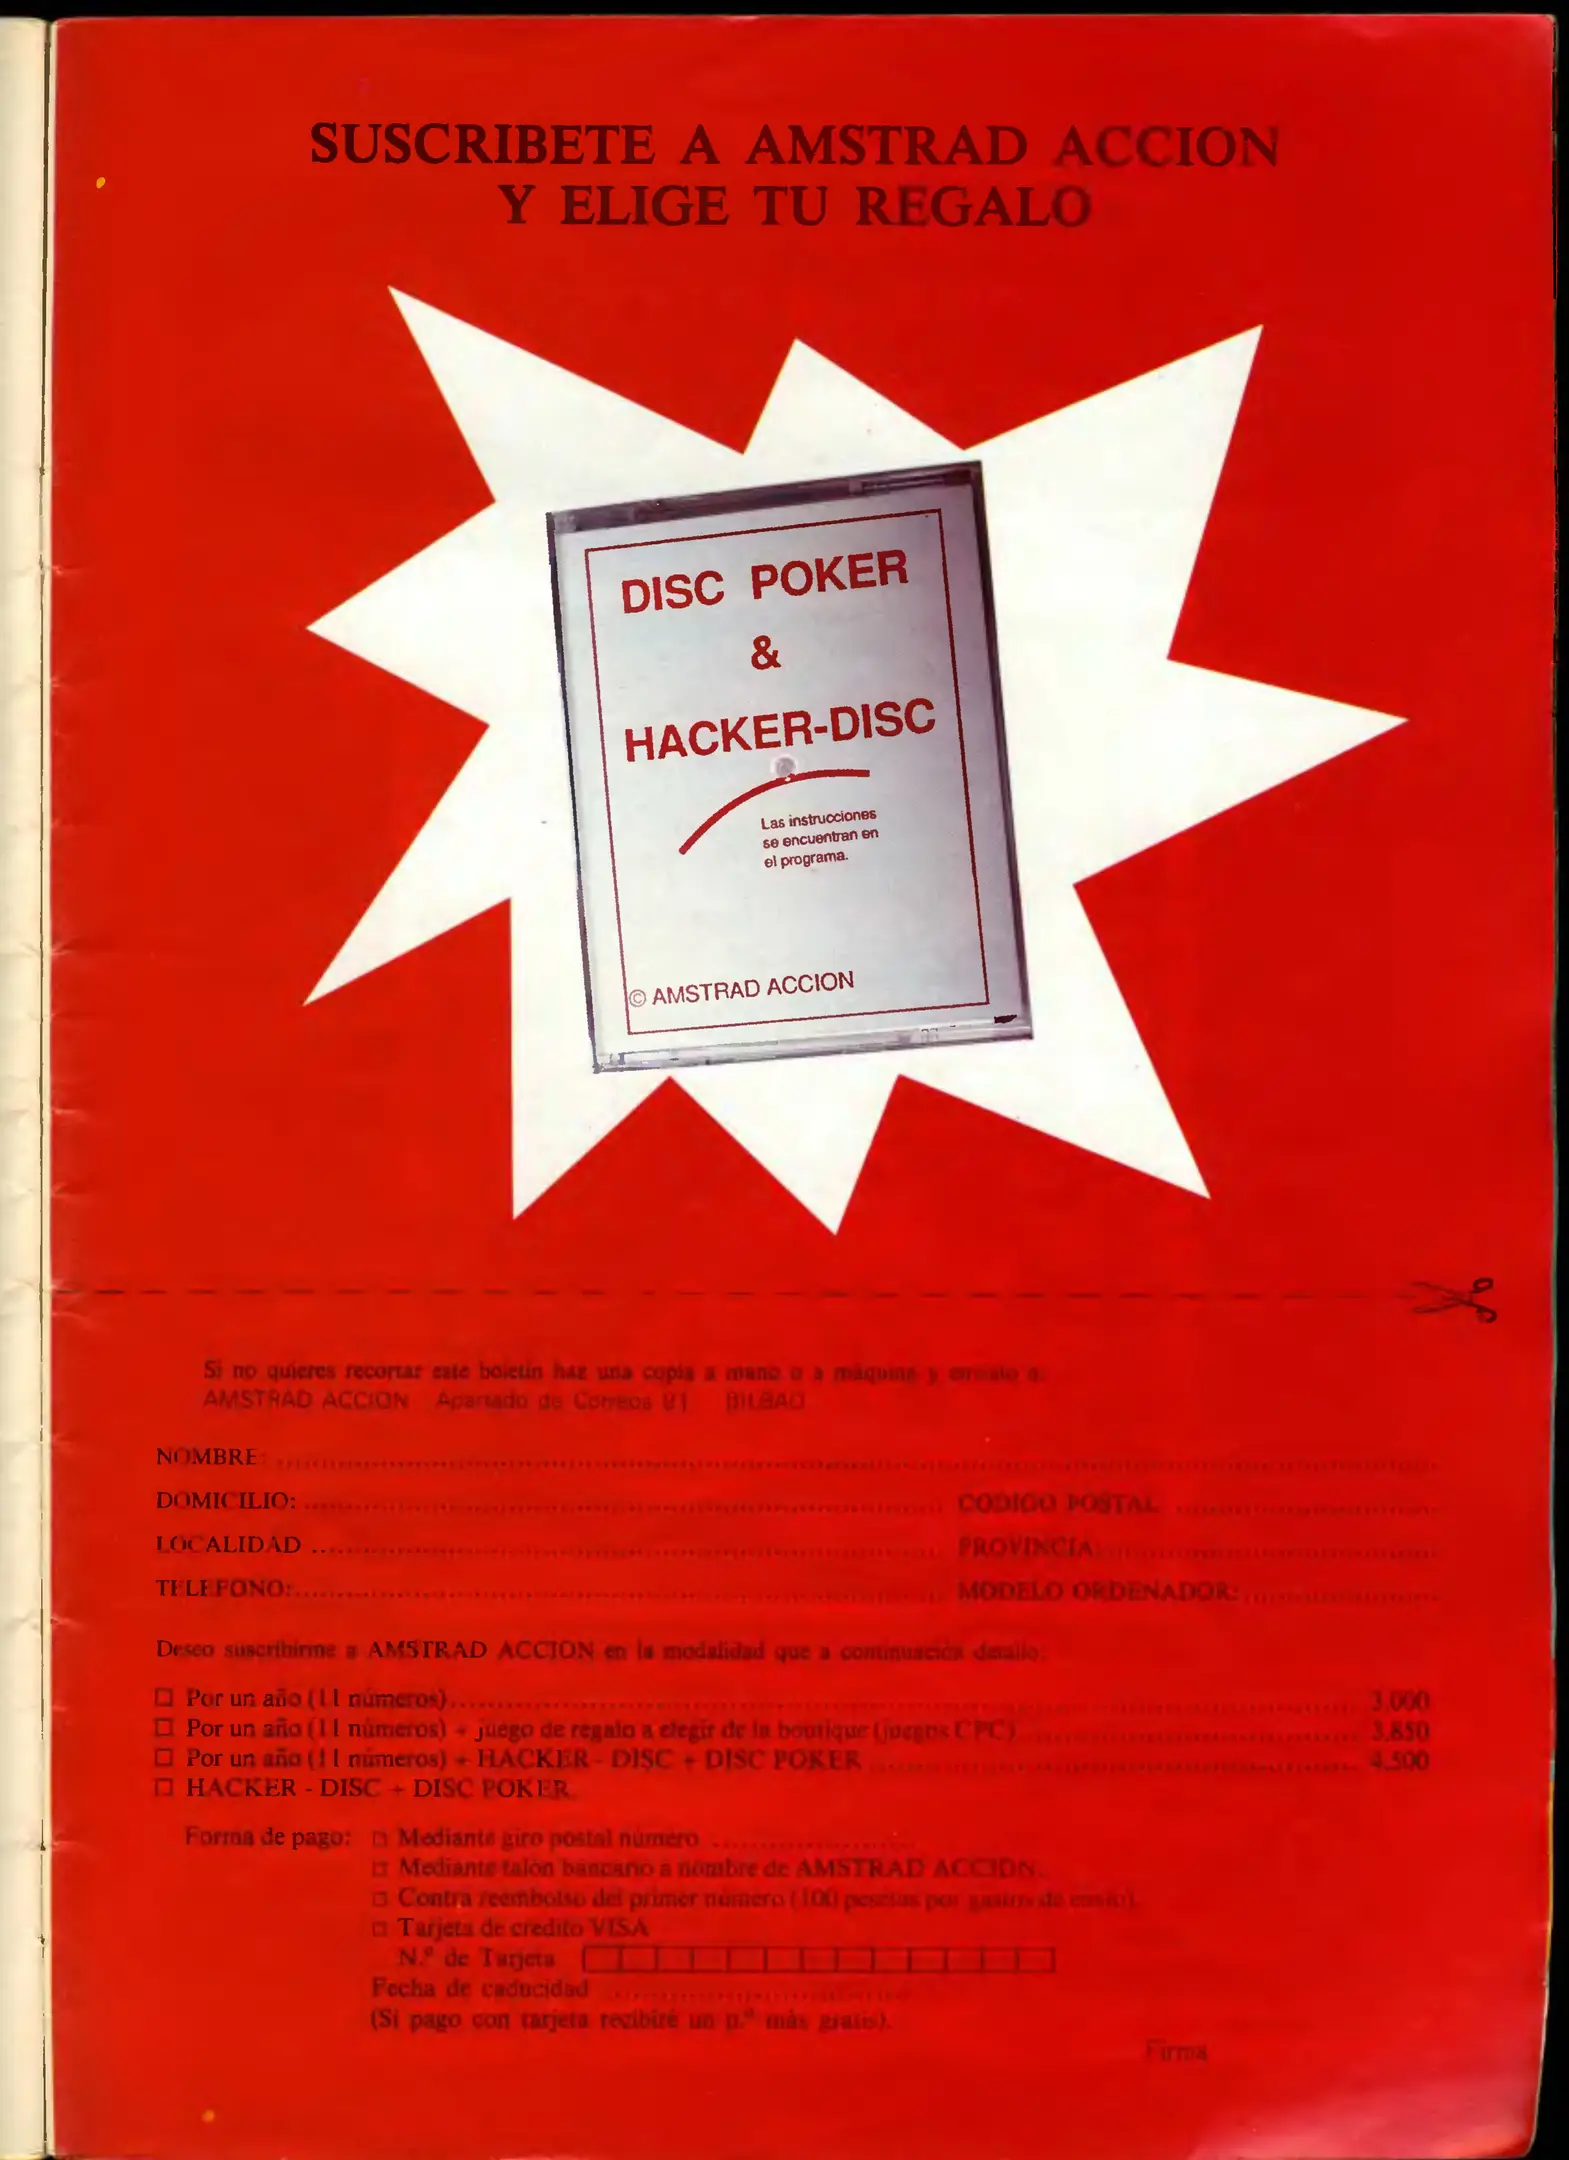 SUSCRIBETE A AMSTRAD ACCION
Y ELIGE TU REGALO
DISC POKER
&
HACKER-DISC
Las instrucciones
se encuentran en
el programa.
© AMSTRAD ACCION
Si no quieres recortar este boletín haz una copia a mano o a máquina y envíalo a:
AMSTRAD ACCION Apartado de Correos BILBAO
NOMBRE:
DOMICILIO: CODIGO POSTAL
LOCALIDAD PROVINCIA:
TELEFONO: MODELO ORDENADOR:
Deseo suscribirme a AMSTRAD ACCION en la modalidad que a continuación detallo:
□ Por un año (11 números) 3.000
□ Por un año (11 números) + juego de regalo a elegir de la boutique (juegos CPC) 3.850
□ Por un año (11 números) + HACKER - DISC + DISC POKER 4.500
□ HACKER - DISC + DISC POKER
Forma de pago: □ Mediante giro postal número
□ Mediante talón bancario a nombre de AMSTRAD ACCION.
□ Contra reembolso del primer número (100 pesetas por gastos de envío).
□ Tarjeta de credito VISA
N.º de Tarjeta
Fecha de caducidad
(Si pago con tarjeta recibiré un n.º más gratis).
Firma